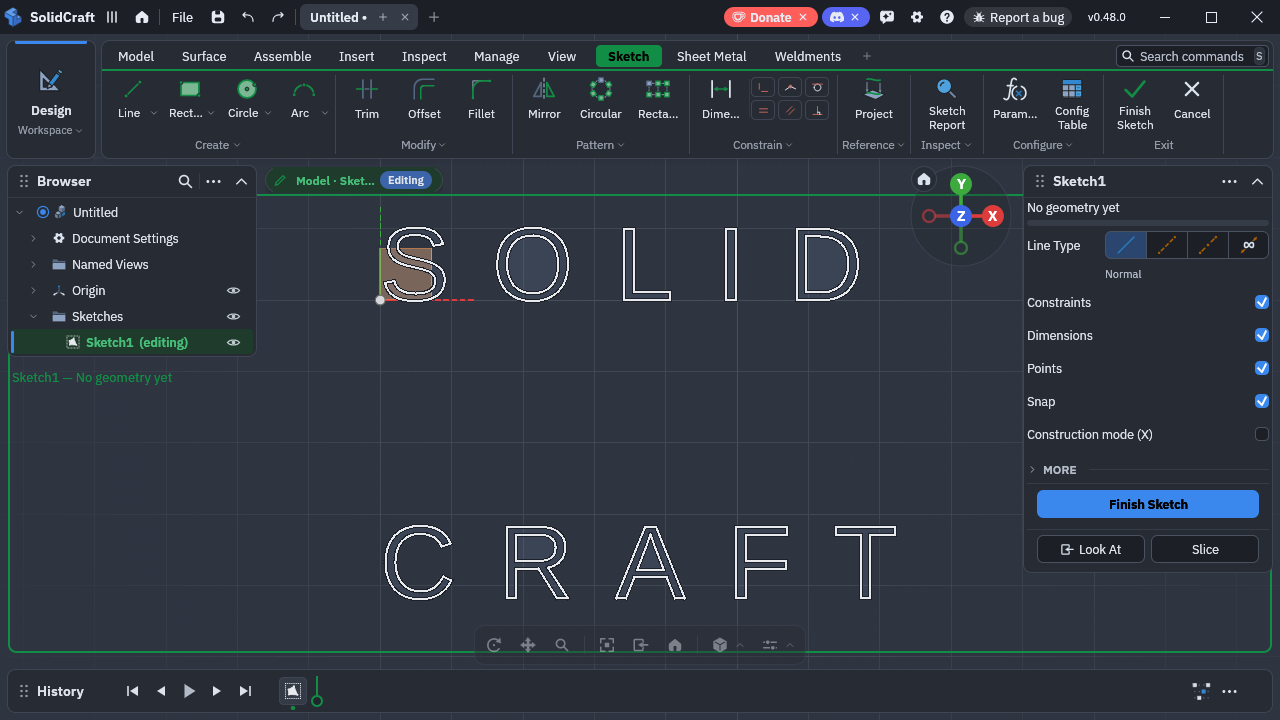 SolidCraft
File
Untitled •
Donate
Report a bug
v0.48.0
Design
Workspace
Model
Surface
Assemble
Insert
Inspect
Manage
View
Sketch
Sheet Metal
Weldments
Search commands
S
Line
Rect...
Circle
Arc
Create
Trim
Offset
Fillet
Modify
Mirror
Circular
Recta...
Pattern
Dime...
Constrain
Project
Reference
Sketch
Report
Inspect
Param...
Config
Table
Configure
Finish
Sketch
Cancel
Exit
Browser
Untitled
Document Settings
Named Views
Origin
Sketches
Sketch1 (editing)
Sketch1 — No geometry yet
Model · Sket...
Editing
SOLID
CRAFT
Y
Z
X
Sketch1
No geometry yet
Line Type
Normal
Constraints
Dimensions
Points
Snap
Construction mode (X)
MORE
Finish Sketch
Look At
Slice
History